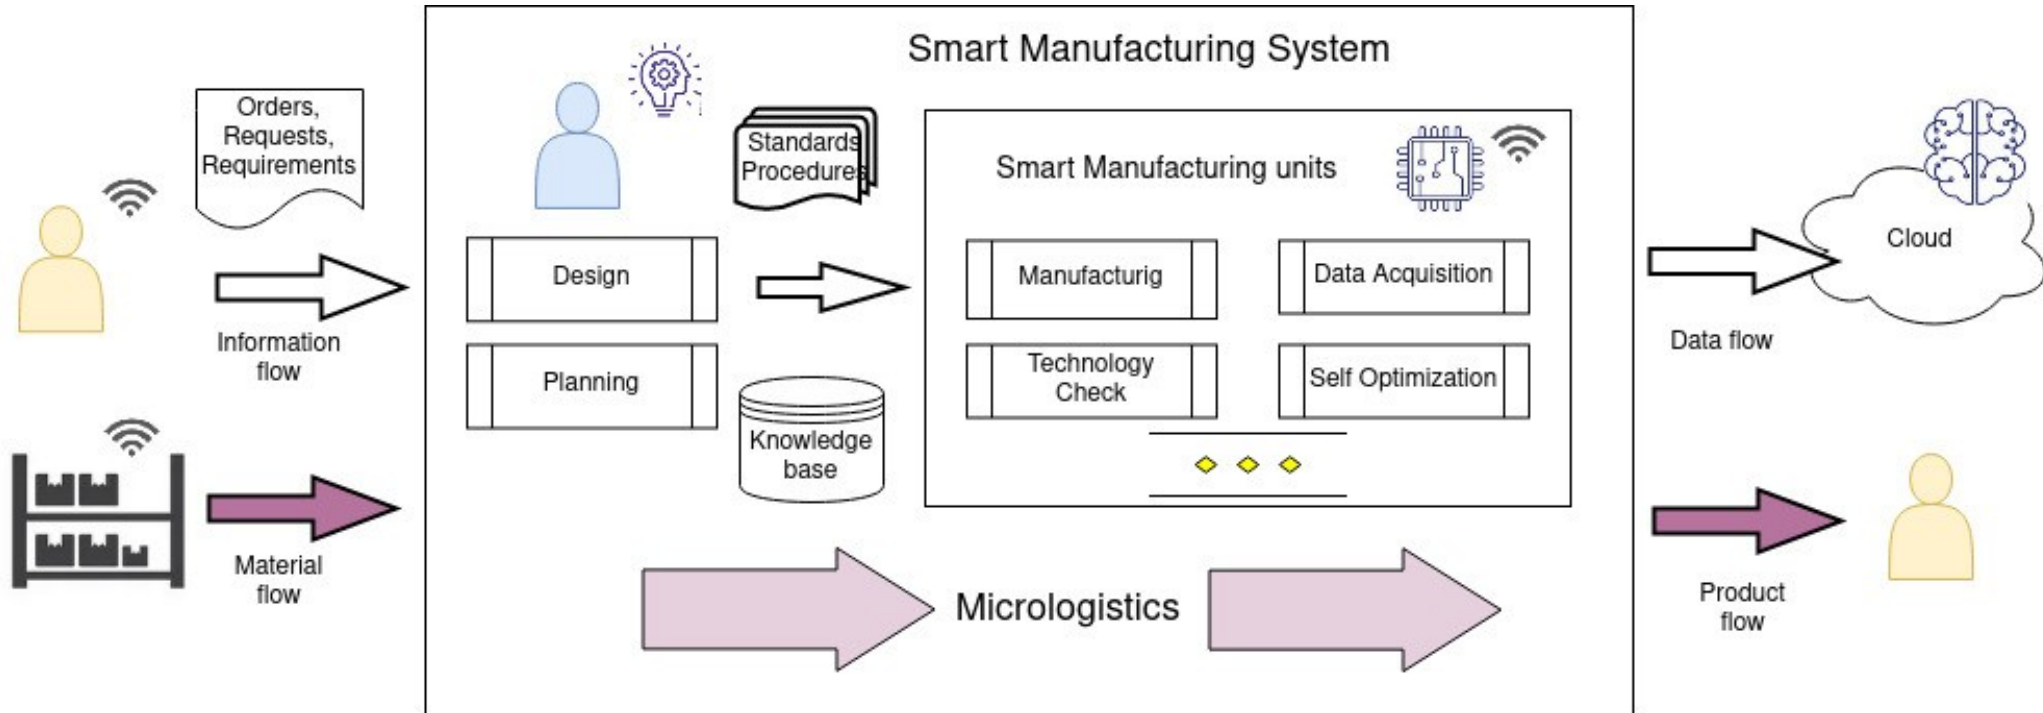 Smart Manufacturing System
Orders,
Requests,
Requirements
Information
flow
Material
flow
Standards
Procedures
Design
Planning
Knowledge
base
Smart Manufacturing units
Manufacturig
Data Acquisition
Technology
Check
Self Optimization
Micrologistics
Cloud
Data flow
Product
flow